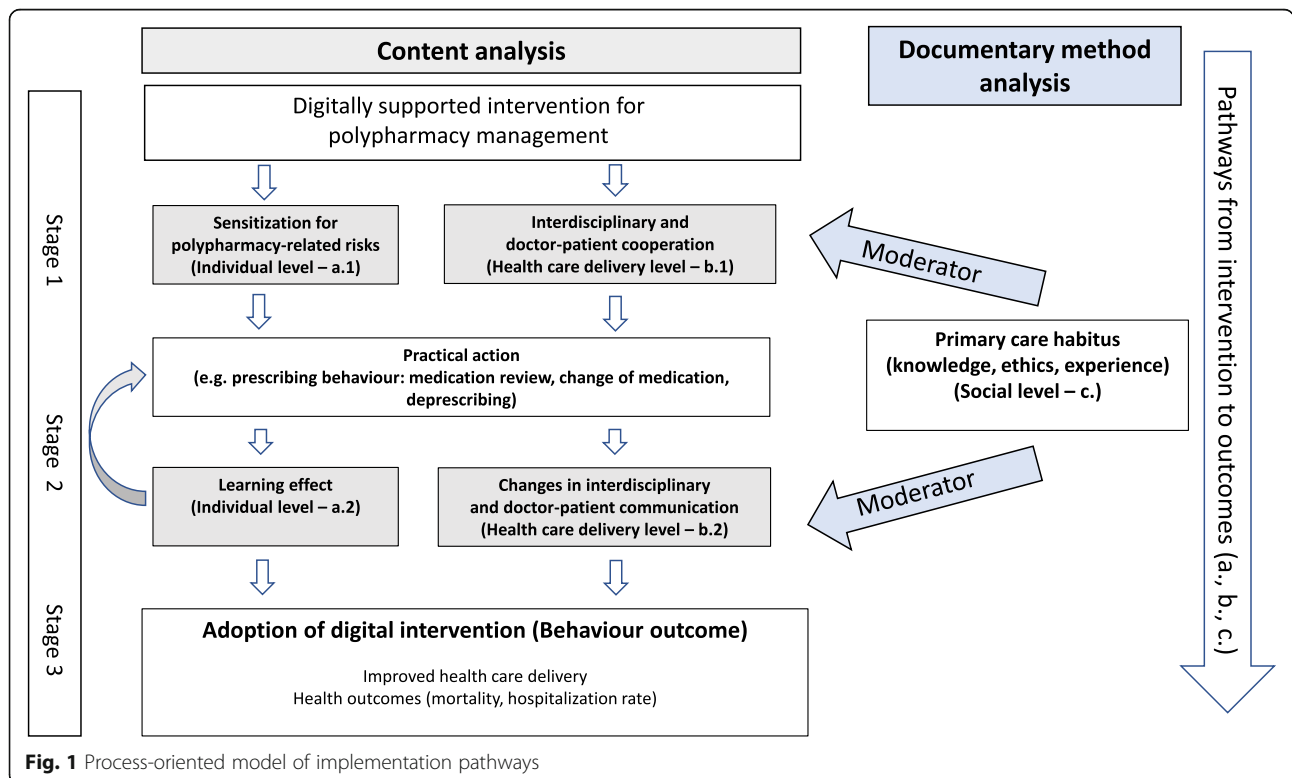 Content analysis
Documentary method
analysis
Digitally supported intervention for
polypharmacy management
Stage 1
Sensitization for
polypharmacy-related risks
(Individual level – a.1)
Interdisciplinary and
doctor-patient cooperation
(Health care delivery level – b.1)
Moderator
Practical action
(e.g. prescribing behaviour: medication review, change of medication,
deprescribing)
Primary care habitus
(knowledge, ethics, experience)
(Social level – c.)
Stage 2
Learning effect
(Individual level – a.2)
Changes in interdisciplinary
and doctor-patient communication
(Health care delivery level – b.2)
Moderator
Stage 3
Adoption of digital intervention (Behaviour outcome)
Improved health care delivery
Health outcomes (mortality, hospitalization rate)
Pathways from intervention to outcomes (a., b., c.)
Fig. 1 Process-oriented model of implementation pathways